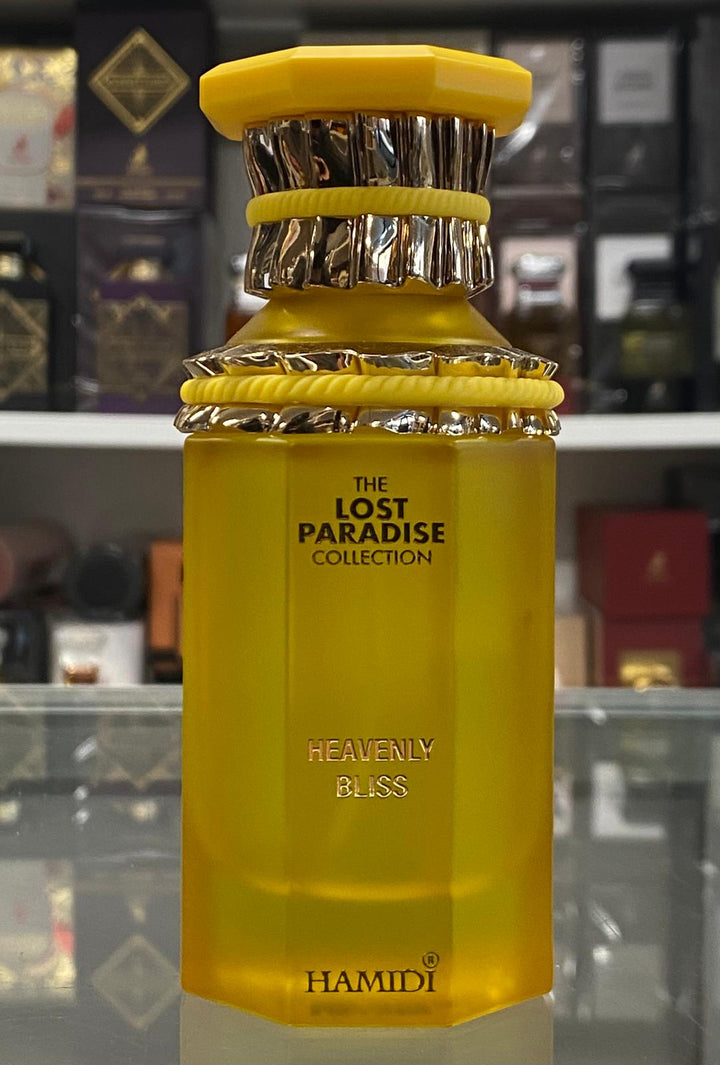 THE
LOST
PARADISE
COLLECTION
HEAVENLY
BLISS
HAMIDI®